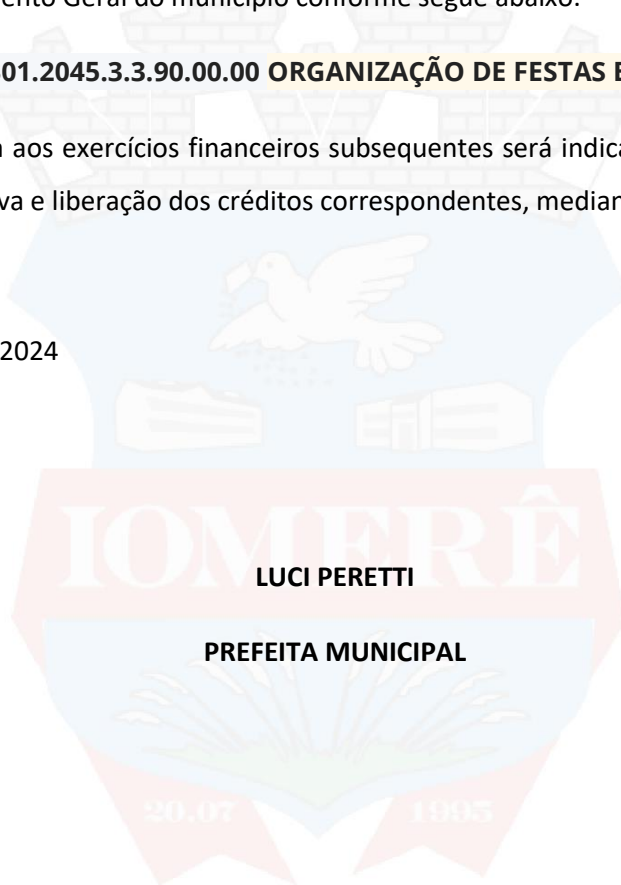 ento Geral do município conforme segue abaixo:
01.2045.3.3.90.00.00 ORGANIZAÇÃO DE FESTAS E
aos exercícios financeiros subsequentes será indica
va e liberação dos créditos correspondentes, median
2024
IOMERÊ
LUCI PERETTI
PREFEITA MUNICIPAL
20.07 1995